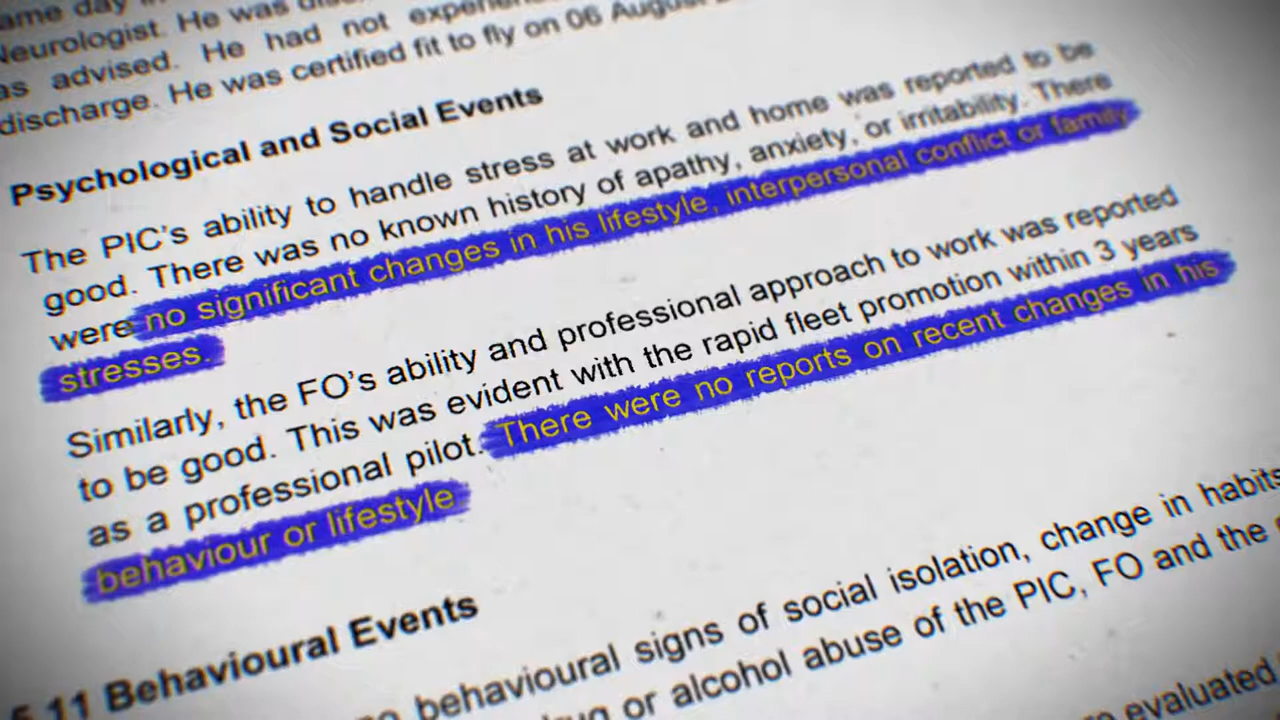 ame day in
Neurologist. He was
as advised. He had not
discharge. He was certified fit to fly on 06 August
Psychological and Social Events
The PIC's ability to handle stress at work and home was reported to be
good. There was no known history of apathy, anxiety, or irritability. There
were no significant changes in his lifestyle, interpersonal conflict or family
stresses.
Similarly, the FO's ability and professional approach to work was reported
to be good. This was evident with the rapid fleet promotion within 3 years
as a professional pilot. There were no reports on recent changes in his
behaviour or lifestyle
5.11 Behavioural Events
behavioural signs of social isolation, change in habits
or alcohol abuse of the PIC, FO and the
evaluated